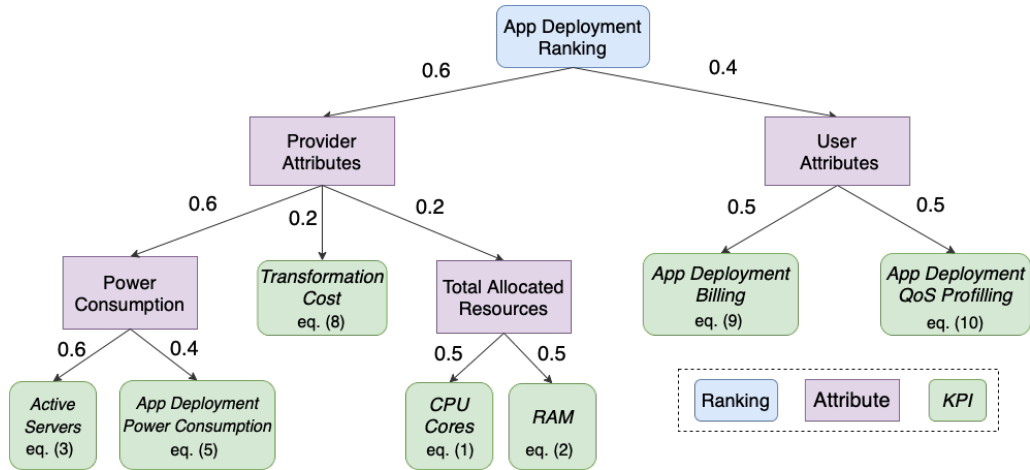 App Deployment
Ranking
0.6
0.4
Provider
Attributes
User
Attributes
0.6
0.2
0.2
0.5
0.5
Power
Consumption
Transformation
Cost
eq. (8)
Total Allocated
Resources
App Deployment
Billing
eq. (9)
App Deployment
QoS Profilling
eq. (10)
0.6
0.4
0.5
0.5
Active
Servers
eq. (3)
App Deployment
Power Consumption
eq. (5)
CPU
Cores
eq. (1)
RAM
eq. (2)
Ranking
Attribute
KPI